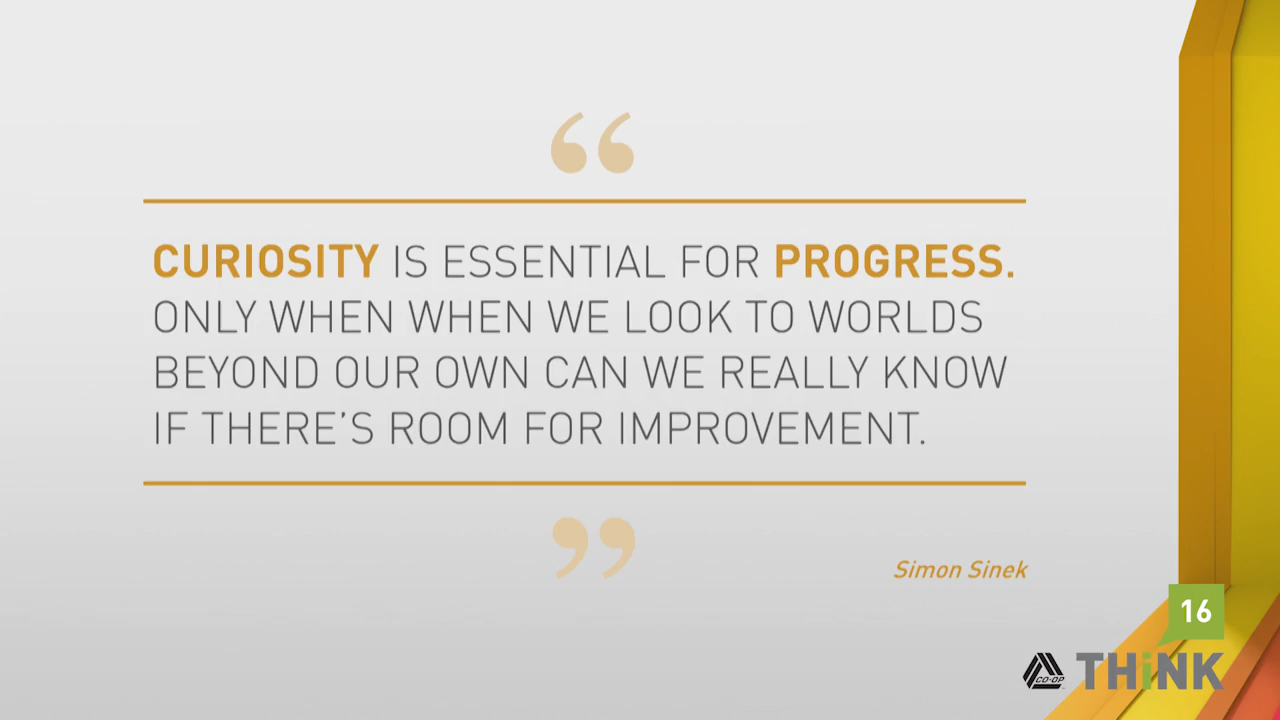 “
CURIOSITY IS ESSENTIAL FOR PROGRESS.
ONLY WHEN WHEN WE LOOK TO WORLDS
BEYOND OUR OWN CAN WE REALLY KNOW
IF THERE’S ROOM FOR IMPROVEMENT.
”
Simon Sinek
16
CO-OP THiNK